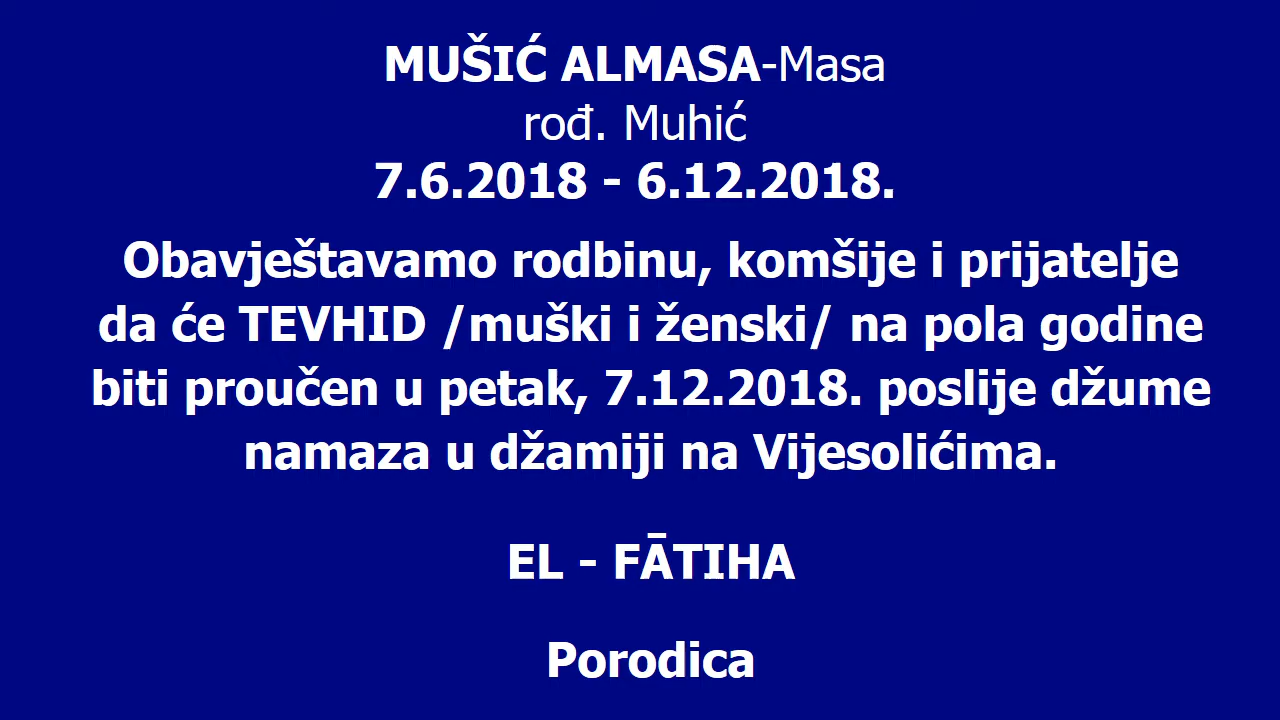 MUŠIĆ ALMASA-Masa
rođ. Muhić
7.6.2018 - 6.12.2018.
Obavještavamo rodbinu, komšije i prijatelje
da će TEVHID /muški i ženski/ na pola godine
biti proučen u petak, 7.12.2018. poslije džume
namaza u džamiji na Vijesolićima.
EL - FĀTIHA
Porodica